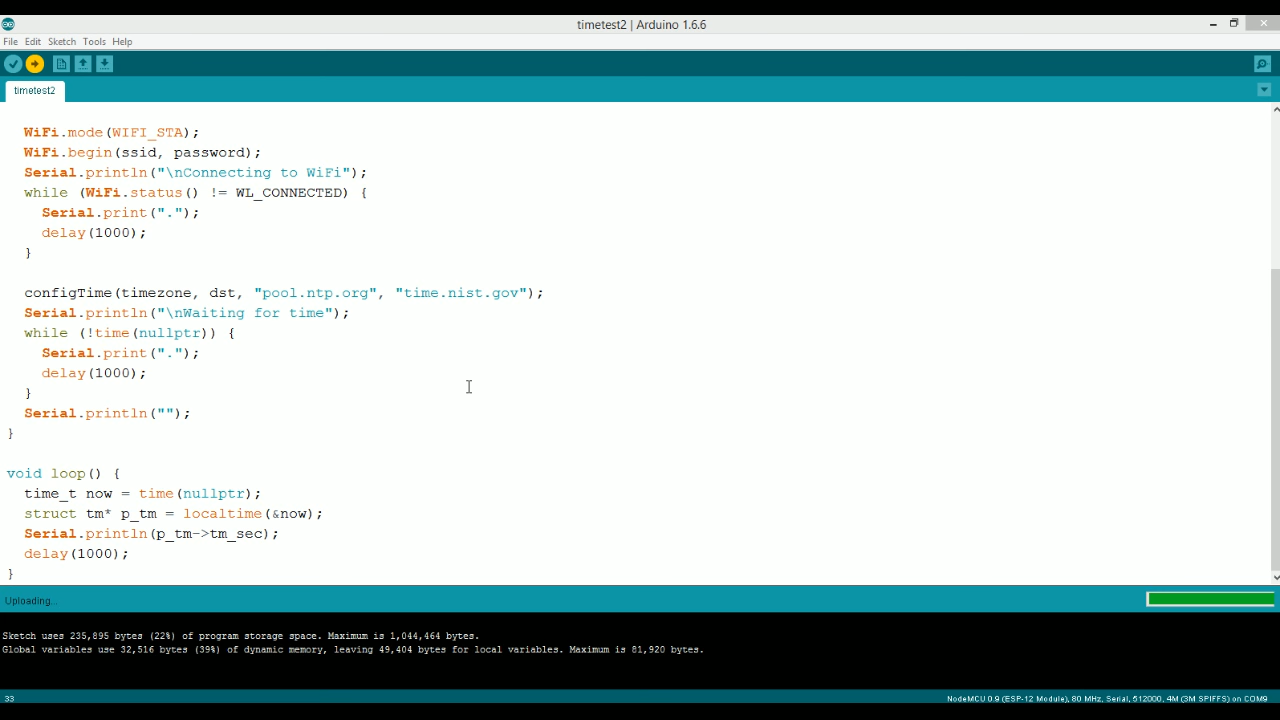 timetest2 | Arduino 1.6.6
File Edit Sketch Tools Help
timetest2
WiFi.mode(WIFI_STA);
WiFi.begin(ssid, password);
Serial.println("\nConnecting to WiFi");
while (WiFi.status() != WL_CONNECTED) {
Serial.print(".");
delay(1000);
}
configTime(timezone, dst, "pool.ntp.org", "time.nist.gov");
Serial.println("\nWaiting for time");
while (!time(nullptr)) {
Serial.print(".");
delay(1000);
}
Serial.println("");
}
void loop() {
time_t now = time(nullptr);
struct tm* p_tm = localtime(&now);
Serial.println(p_tm->tm_sec);
delay(1000);
}
Uploading...
Sketch uses 235,895 bytes (22%) of program storage space. Maximum is 1,044,464 bytes.
Global variables use 32,516 bytes (39%) of dynamic memory, leaving 49,404 bytes for local variables. Maximum is 81,920 bytes.
33
NodeMCU 0.9 (ESP-12 Module), 80 MHz, Serial, 512000, 4M (3M SPIFFS) on COM9